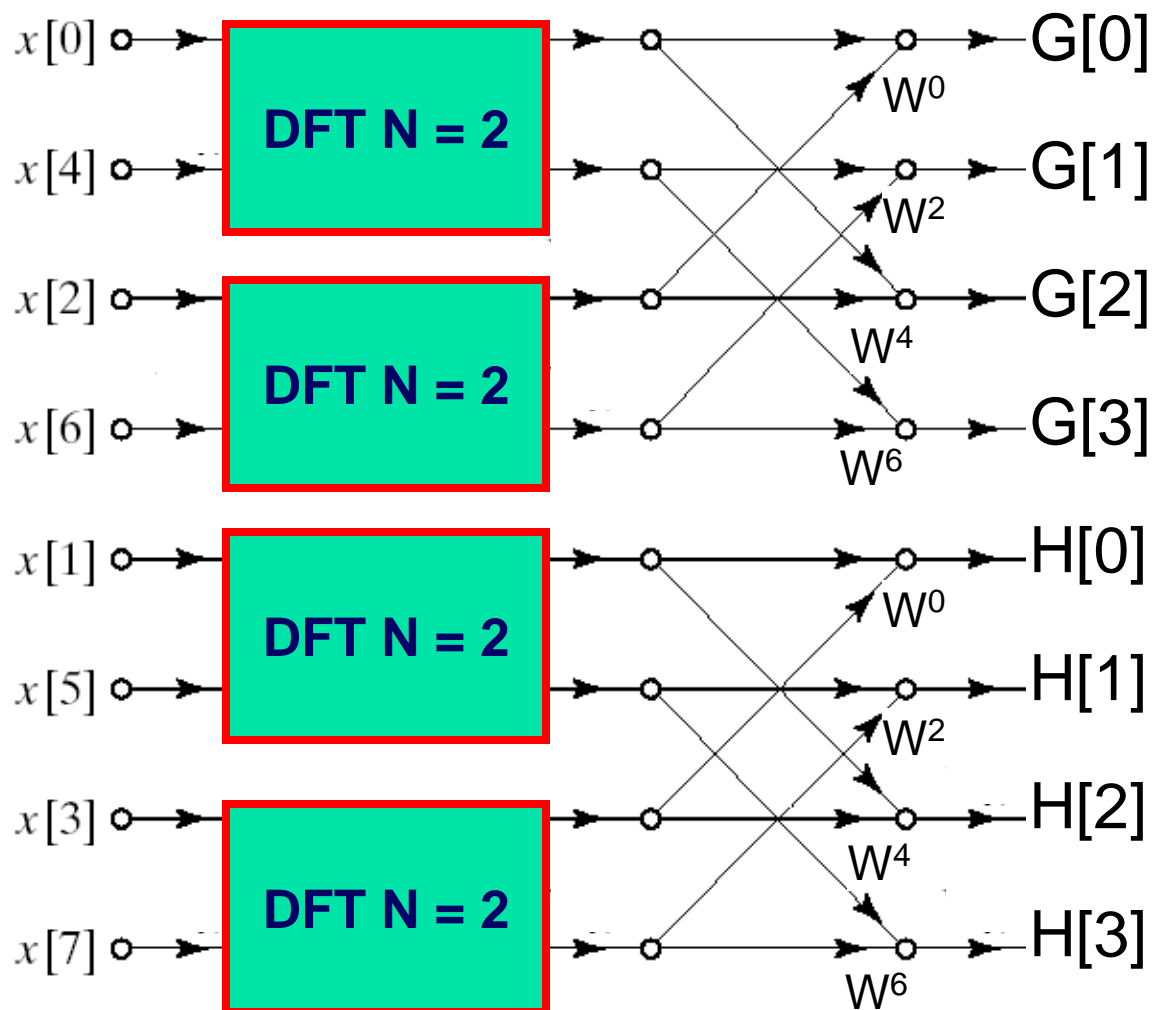 x[0] G[0]
DFT N = 2
W⁰
x[4] G[1]
W²
x[2] G[2]
W⁴
DFT N = 2
x[6] G[3]
W⁶
x[1] H[0]
W⁰
DFT N = 2
x[5] H[1]
W²
x[3] H[2]
W⁴
DFT N = 2
x[7] H[3]
W⁶